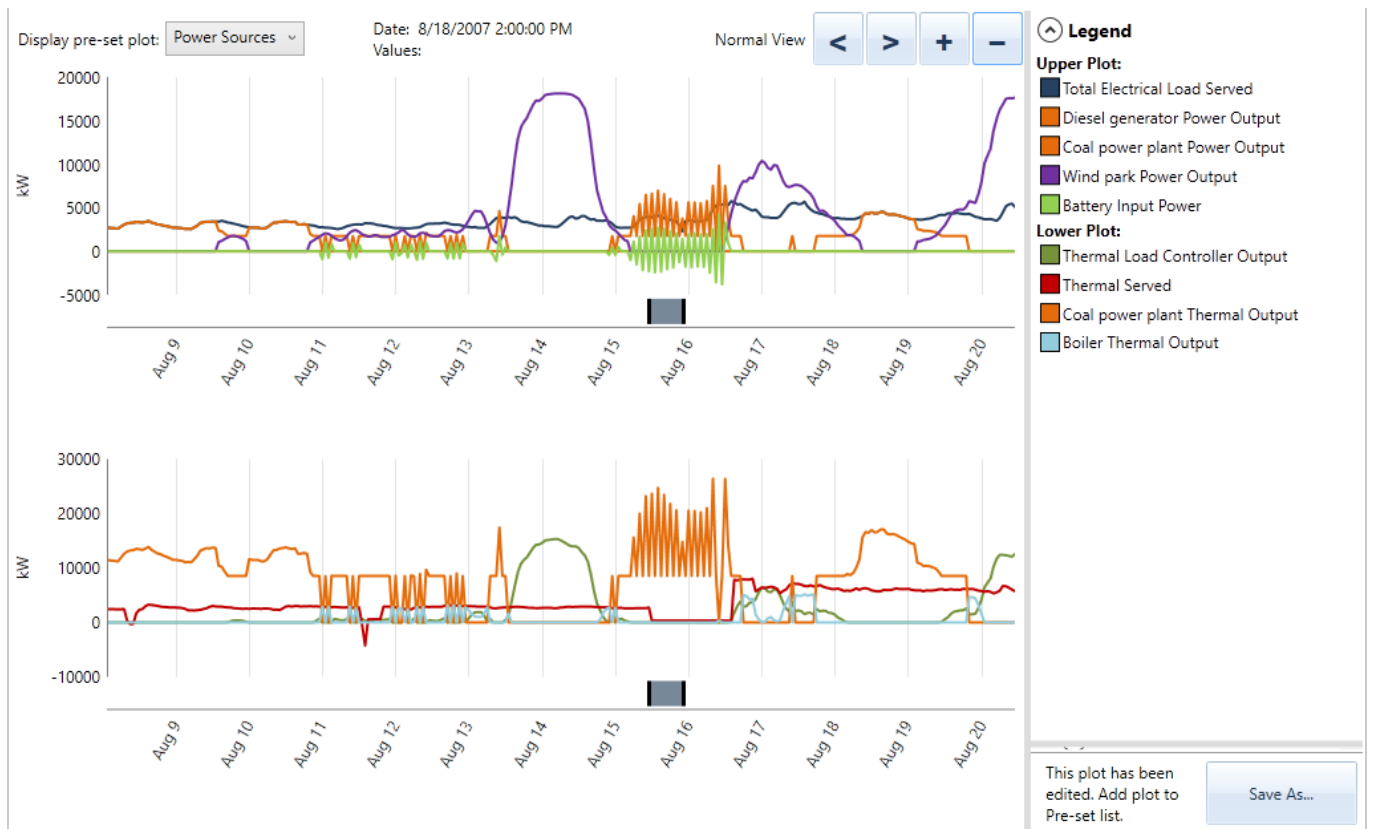 Display pre-set plot: Power Sources
Date: 8/18/2007 2:00:00 PM
Values:
Normal View < > + −
kW
20000
15000
10000
5000
0
-5000
Aug 9 Aug 10 Aug 11 Aug 12 Aug 13 Aug 14 Aug 15 Aug 16 Aug 17 Aug 18 Aug 19 Aug 20
kW
30000
20000
10000
0
-10000
Aug 9 Aug 10 Aug 11 Aug 12 Aug 13 Aug 14 Aug 15 Aug 16 Aug 17 Aug 18 Aug 19 Aug 20
Legend
Upper Plot:
Total Electrical Load Served
Diesel generator Power Output
Coal power plant Power Output
Wind park Power Output
Battery Input Power
Lower Plot:
Thermal Load Controller Output
Thermal Served
Coal power plant Thermal Output
Boiler Thermal Output
This plot has been
edited. Add plot to
Pre-set list.
Save As...